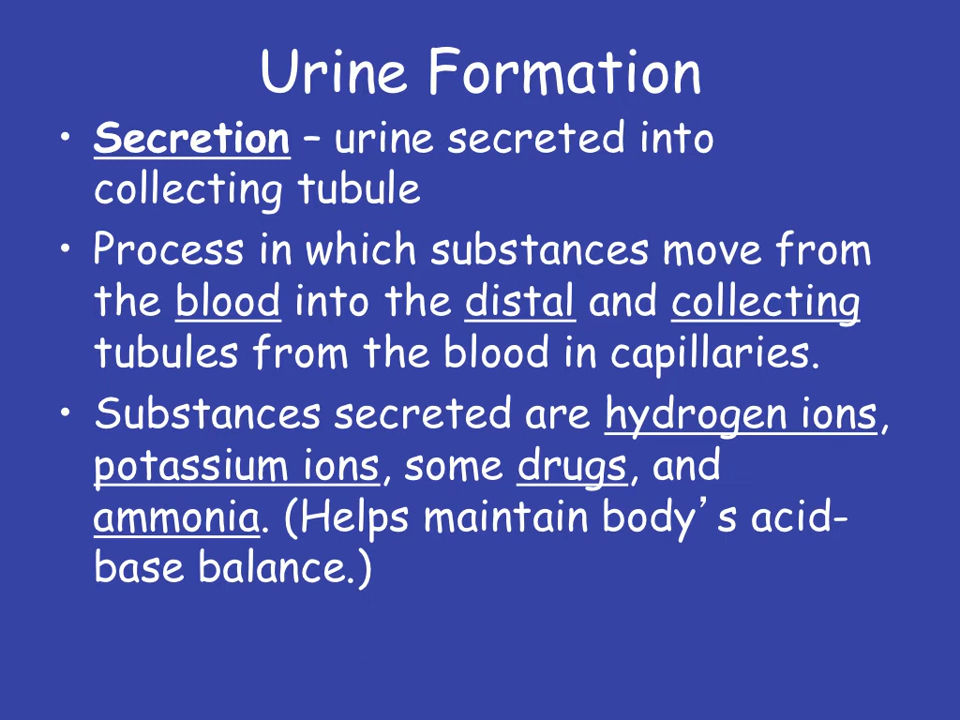 Urine Formation
• Secretion – urine secreted into
collecting tubule
• Process in which substances move from
the blood into the distal and collecting
tubules from the blood in capillaries.
• Substances secreted are hydrogen ions,
potassium ions, some drugs, and
ammonia. (Helps maintain body’s acid-
base balance.)